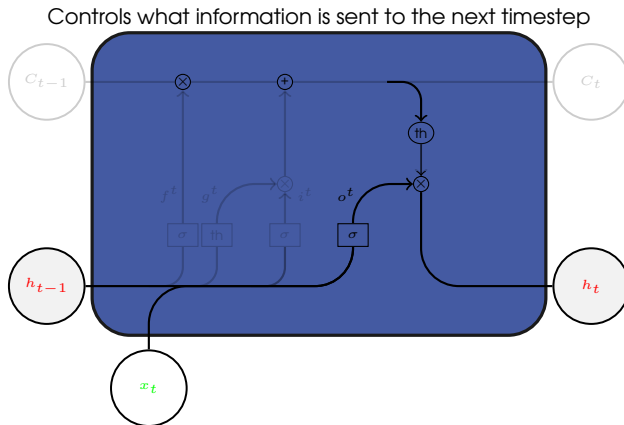 Controls what information is sent to the next timestep
C_{t−1}
×
+
C_t
th
f^t
g^t
×
i^t
o^t
×
σ
th
σ
σ
h_{t−1}
h_t
x_t